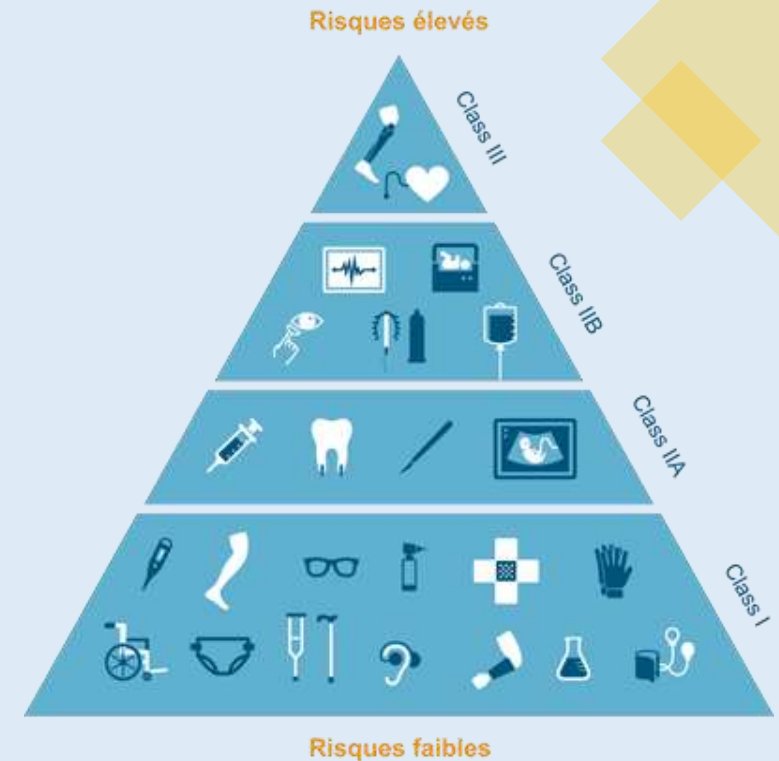 Risques élevés
Class III
Class IIB
Class IIA
Class I
Risques faibles